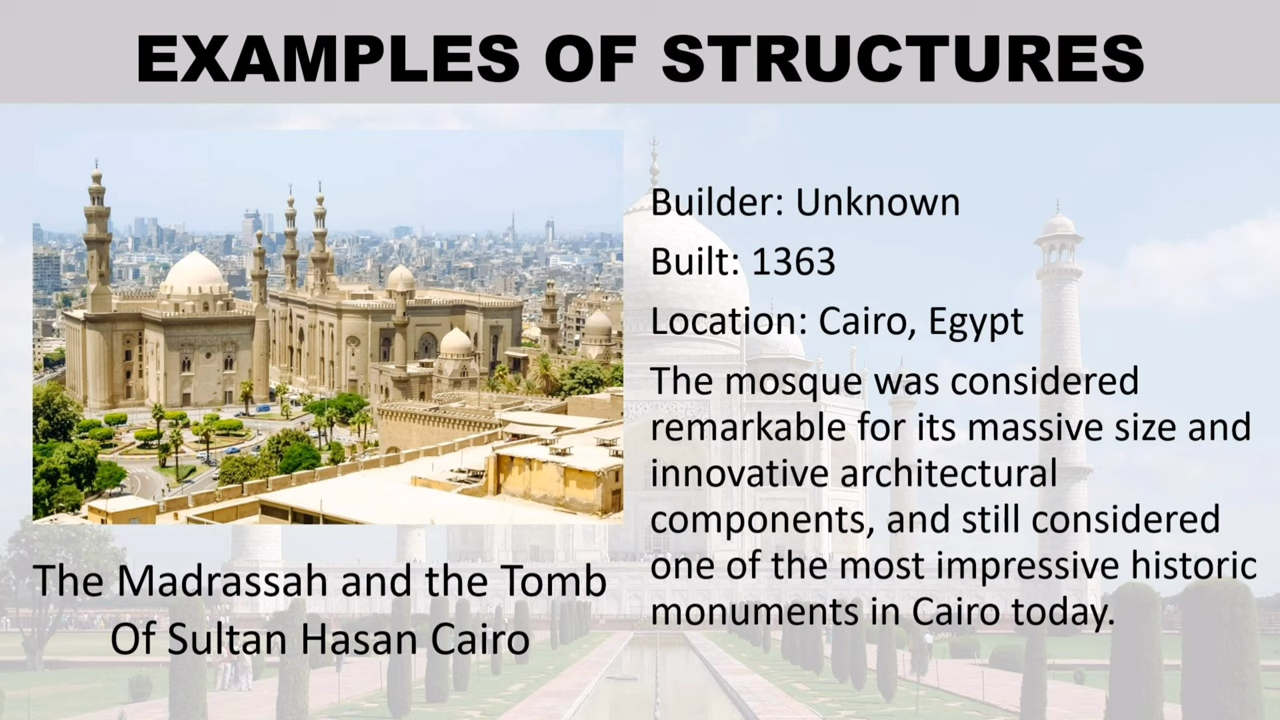 EXAMPLES OF STRUCTURES
Builder: Unknown
Built: 1363
Location: Cairo, Egypt
The mosque was considered
remarkable for its massive size and
innovative architectural
components, and still considered
one of the most impressive historic
monuments in Cairo today.
The Madrassah and the Tomb
Of Sultan Hasan Cairo